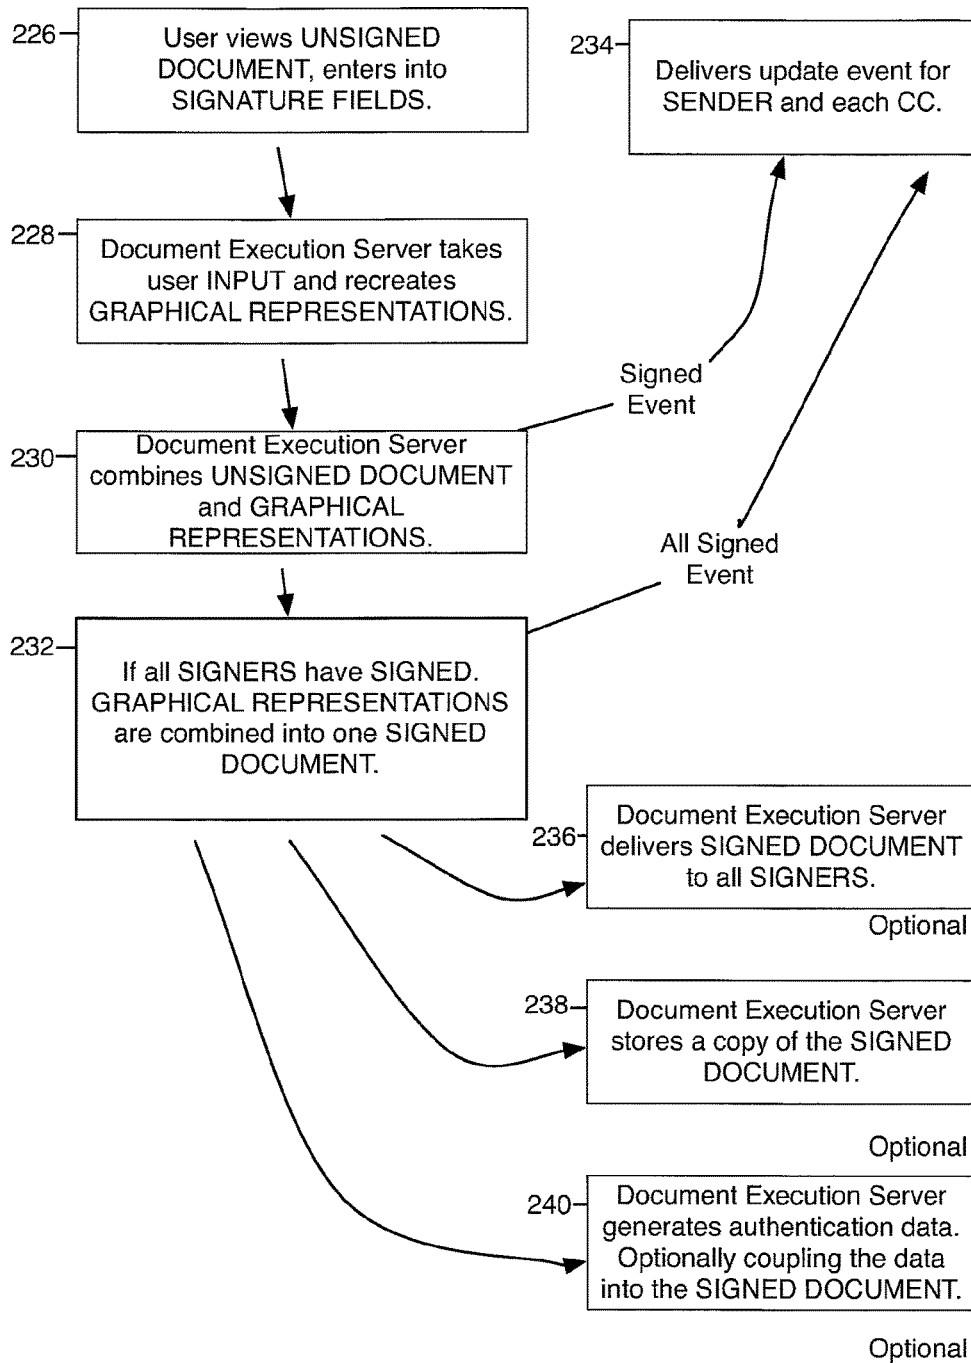 226
User views UNSIGNED
DOCUMENT, enters into
SIGNATURE FIELDS.
234
Delivers update event for
SENDER and each CC.
228
Document Execution Server takes
user INPUT and recreates
GRAPHICAL REPRESENTATIONS.
Signed
Event
230
Document Execution Server
combines UNSIGNED DOCUMENT
and GRAPHICAL
REPRESENTATIONS.
All Signed
Event
232
If all SIGNERS have SIGNED.
GRAPHICAL REPRESENTATIONS
are combined into one SIGNED
DOCUMENT.
236
Document Execution Server
delivers SIGNED DOCUMENT
to all SIGNERS.
Optional
238
Document Execution Server
stores a copy of the SIGNED
DOCUMENT.
Optional
240
Document Execution Server
generates authentication data.
Optionally coupling the data
into the SIGNED DOCUMENT.
Optional